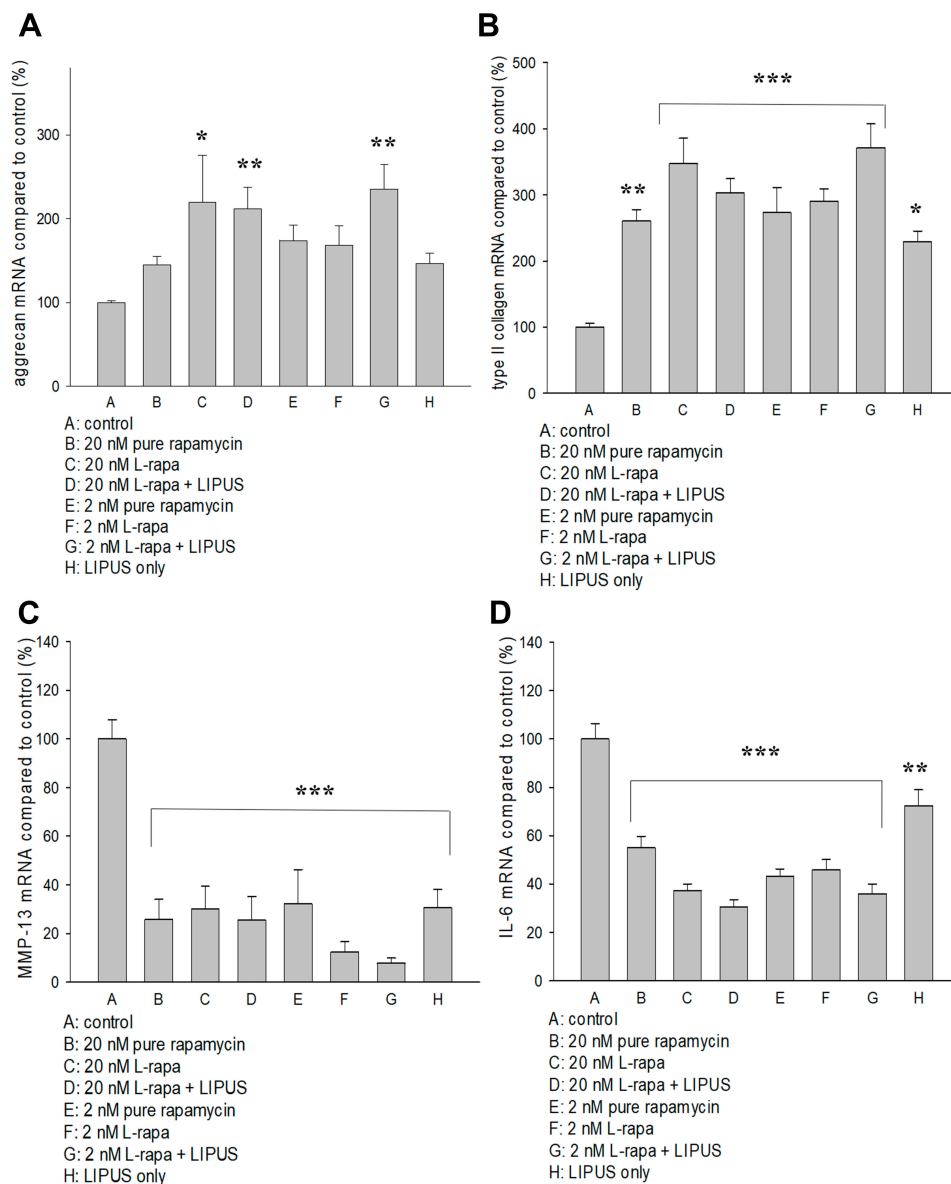 A
aggrecan mRNA compared to control (%)
300
200
100
0
*
**
**
A B C D E F G H
A: control
B: 20 nM pure rapamycin
C: 20 nM L-rapa
D: 20 nM L-rapa + LIPUS
E: 2 nM pure rapamycin
F: 2 nM L-rapa
G: 2 nM L-rapa + LIPUS
H: LIPUS only
B
type II collagen mRNA compared to control (%)
500
400
300
200
100
0
***
**
*
A B C D E F G H
A: control
B: 20 nM pure rapamycin
C: 20 nM L-rapa
D: 20 nM L-rapa + LIPUS
E: 2 nM pure rapamycin
F: 2 nM L-rapa
G: 2 nM L-rapa + LIPUS
H: LIPUS only
C
MMP-13 mRNA compared to control (%)
140
120
100
80
60
40
20
0
***
A B C D E F G H
A: control
B: 20 nM pure rapamycin
C: 20 nM L-rapa
D: 20 nM L-rapa + LIPUS
E: 2 nM pure rapamycin
F: 2 nM L-rapa
G: 2 nM L-rapa + LIPUS
H: LIPUS only
D
IL-6 mRNA compared to control (%)
140
120
100
80
60
40
20
0
***
**
A B C D E F G H
A: control
B: 20 nM pure rapamycin
C: 20 nM L-rapa
D: 20 nM L-rapa + LIPUS
E: 2 nM pure rapamycin
F: 2 nM L-rapa
G: 2 nM L-rapa + LIPUS
H: LIPUS only